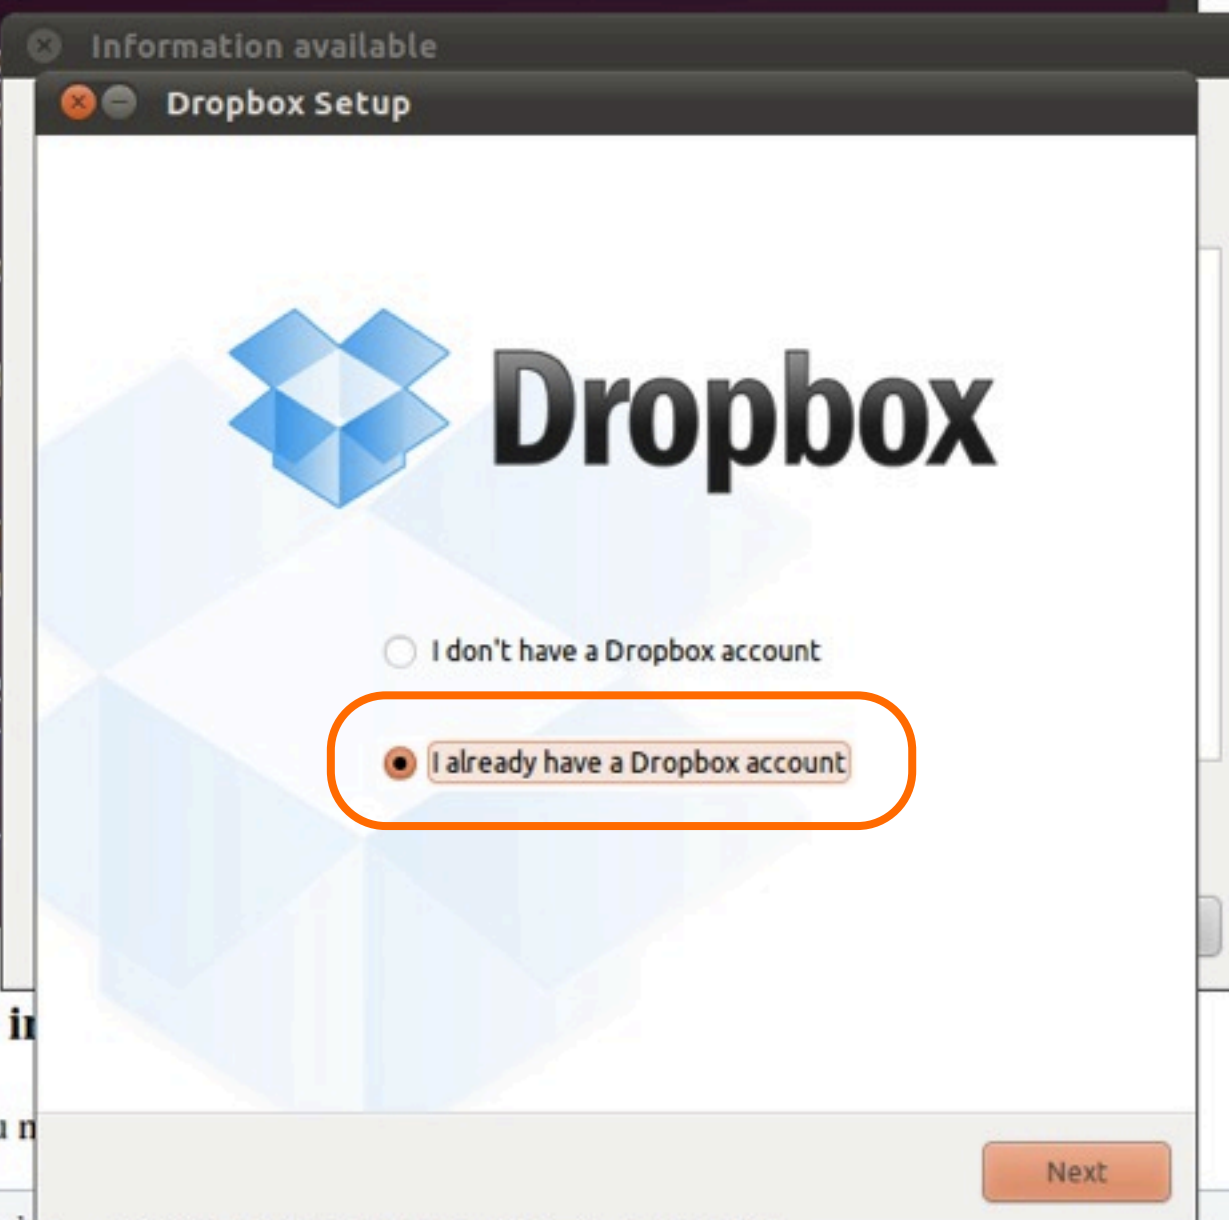 Information available
Dropbox Setup
Dropbox
I don't have a Dropbox account
I already have a Dropbox account
Next